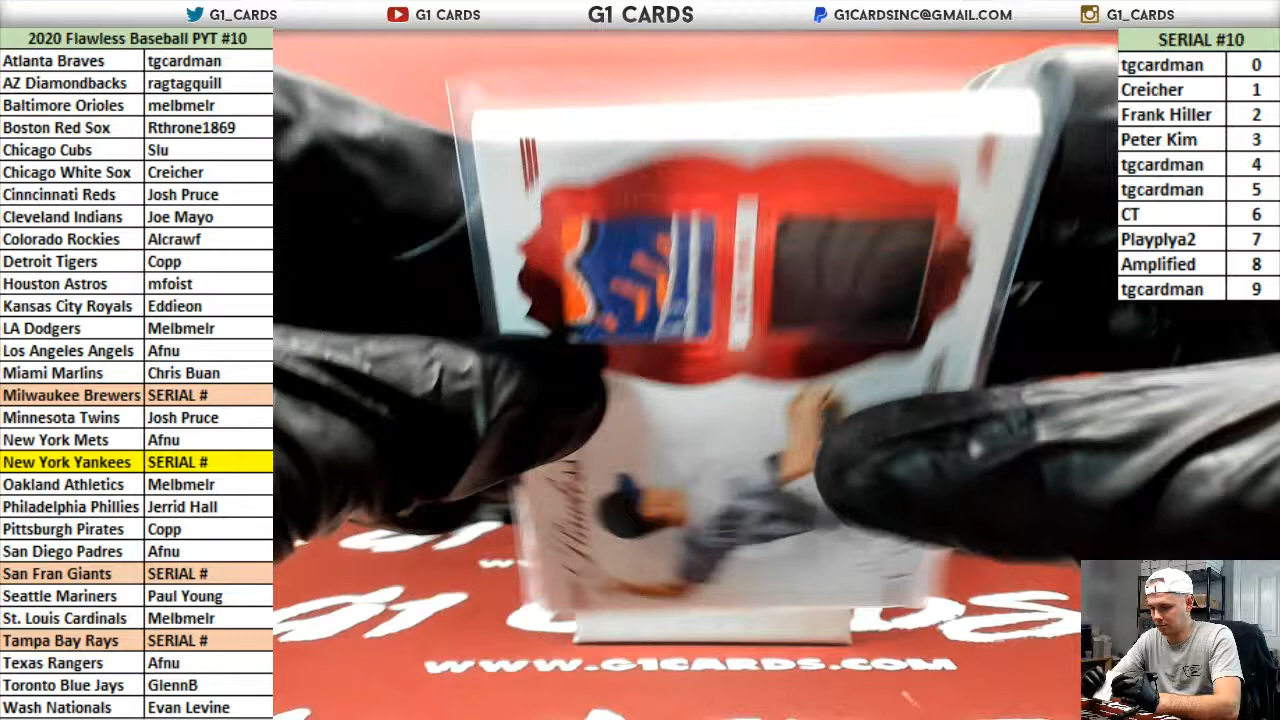 G1_CARDS
G1 CARDS
G1 CARDS
G1CARDSINC@GMAIL.COM
G1_CARDS
2020 Flawless Baseball PYT #10
Atlanta Braves tgcardman
AZ Diamondbacks ragtagquill
Baltimore Orioles melbmelr
Boston Red Sox Rthrone1869
Chicago Cubs Slu
Chicago White Sox Creicher
Cinncinnati Reds Josh Pruce
Cleveland Indians Joe Mayo
Colorado Rockies Alcrawf
Detroit Tigers Copp
Houston Astros mfoist
Kansas City Royals Eddieon
LA Dodgers Melbmelr
Los Angeles Angels Afnu
Miami Marlins Chris Buan
Milwaukee Brewers SERIAL #
Minnesota Twins Josh Pruce
New York Mets Afnu
New York Yankees SERIAL #
Oakland Athletics Melbmelr
Philadelphia Phillies Jerrid Hall
Pittsburgh Pirates Copp
San Diego Padres Afnu
San Fran Giants SERIAL #
Seattle Mariners Paul Young
St. Louis Cardinals Melbmelr
Tampa Bay Rays SERIAL #
Texas Rangers Afnu
Toronto Blue Jays GlennB
Wash Nationals Evan Levine
SERIAL #10
tgcardman 0
Creicher 1
Frank Hiller 2
Peter Kim 3
tgcardman 4
tgcardman 5
CT 6
Playplya2 7
Amplified 8
tgcardman 9
WWW.G1CARDS.COM